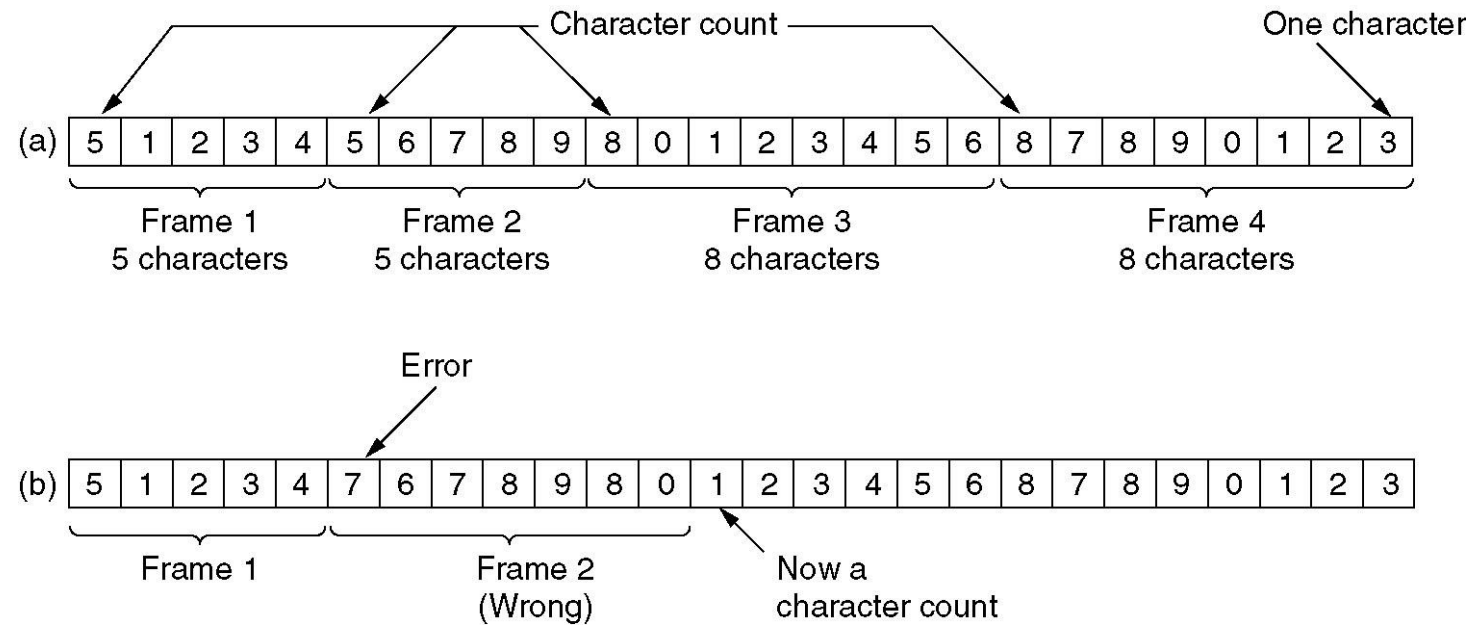 Character count One character
(a) 5 1 2 3 4 5 6 7 8 9 8 0 1 2 3 4 5 6 8 7 8 9 0 1 2 3
Frame 1 Frame 2 Frame 3 Frame 4
5 characters 5 characters 8 characters 8 characters
Error
(b) 5 1 2 3 4 7 6 7 8 9 8 0 1 2 3 4 5 6 8 7 8 9 0 1 2 3
Frame 1 Frame 2 Now a
(Wrong) character count